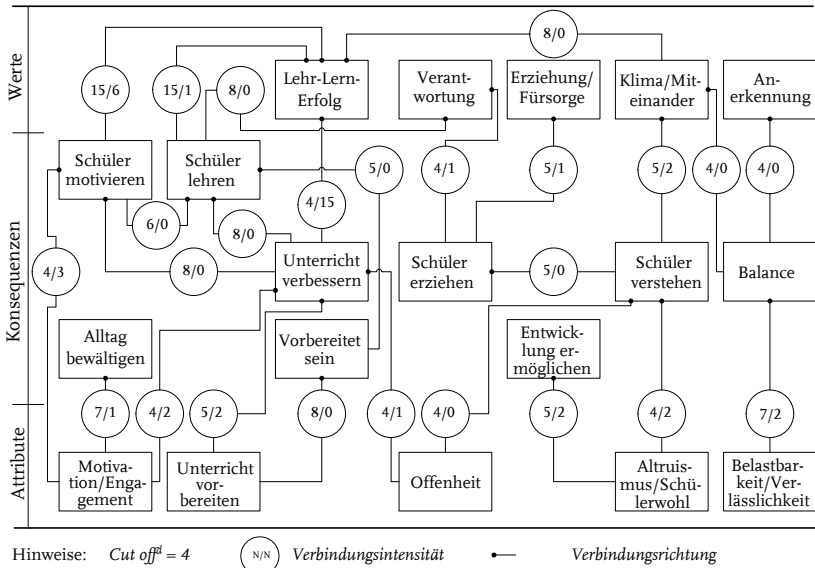 Werte
Konsequenzen
Attribute
8/0
15/6
15/1
8/0
Lehr-Lern-
Erfolg
Verant-
wortung
Erziehung/
Fürsorge
Klima/Mit-
einander
An-
erkennung
Schüler
motivieren
Schüler
lehren
5/0
4/1
5/1
5/2
4/0
4/0
4/15
6/0
8/0
4/3
8/0
Unterricht
verbessern
Schüler
erziehen
5/0
Schüler
verstehen
Balance
Alltag
bewältigen
Vorbereitet
sein
Entwick-
lung er-
möglichen
7/1
4/2
5/2
8/0
4/1
4/0
5/2
4/2
7/2
Motiva-
tion/Enga-
gement
Unterricht
vor-
bereiten
Offenheit
Altruis-
mus/Schü-
lerwohl
Belastbar-
keit/Ver-
lässlichkeit
Hinweise: Cut off^d = 4 N/N Verbindungsintensität Verbindungsrichtung